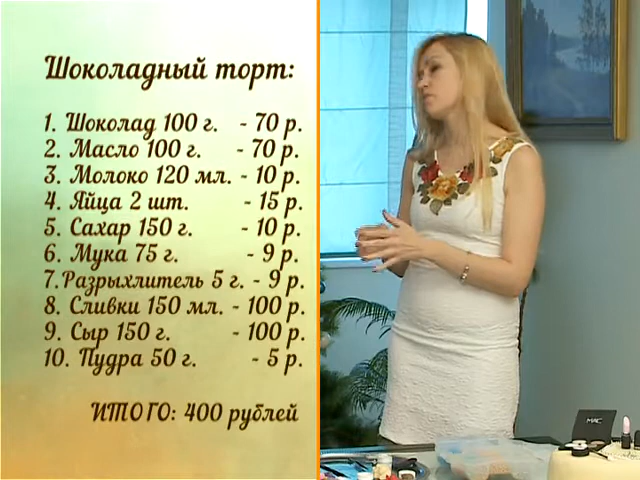 Шоколадный торт:
1. Шоколад 100 г. - 70 р.
2. Масло 100 г. - 70 р.
3. Молоко 120 мл. - 10 р.
4. Яйца 2 шт. - 15 р.
5. Сахар 150 г. - 10 р.
6. Мука 75 г. - 9 р.
7.Разрыхлитель 5 г. - 9 р.
8. Сливки 150 мл. - 100 р.
9. Сыр 150 г. - 100 р.
10. Пудра 50 г. - 5 р.
ИТОГО: 400 рублей
MAC